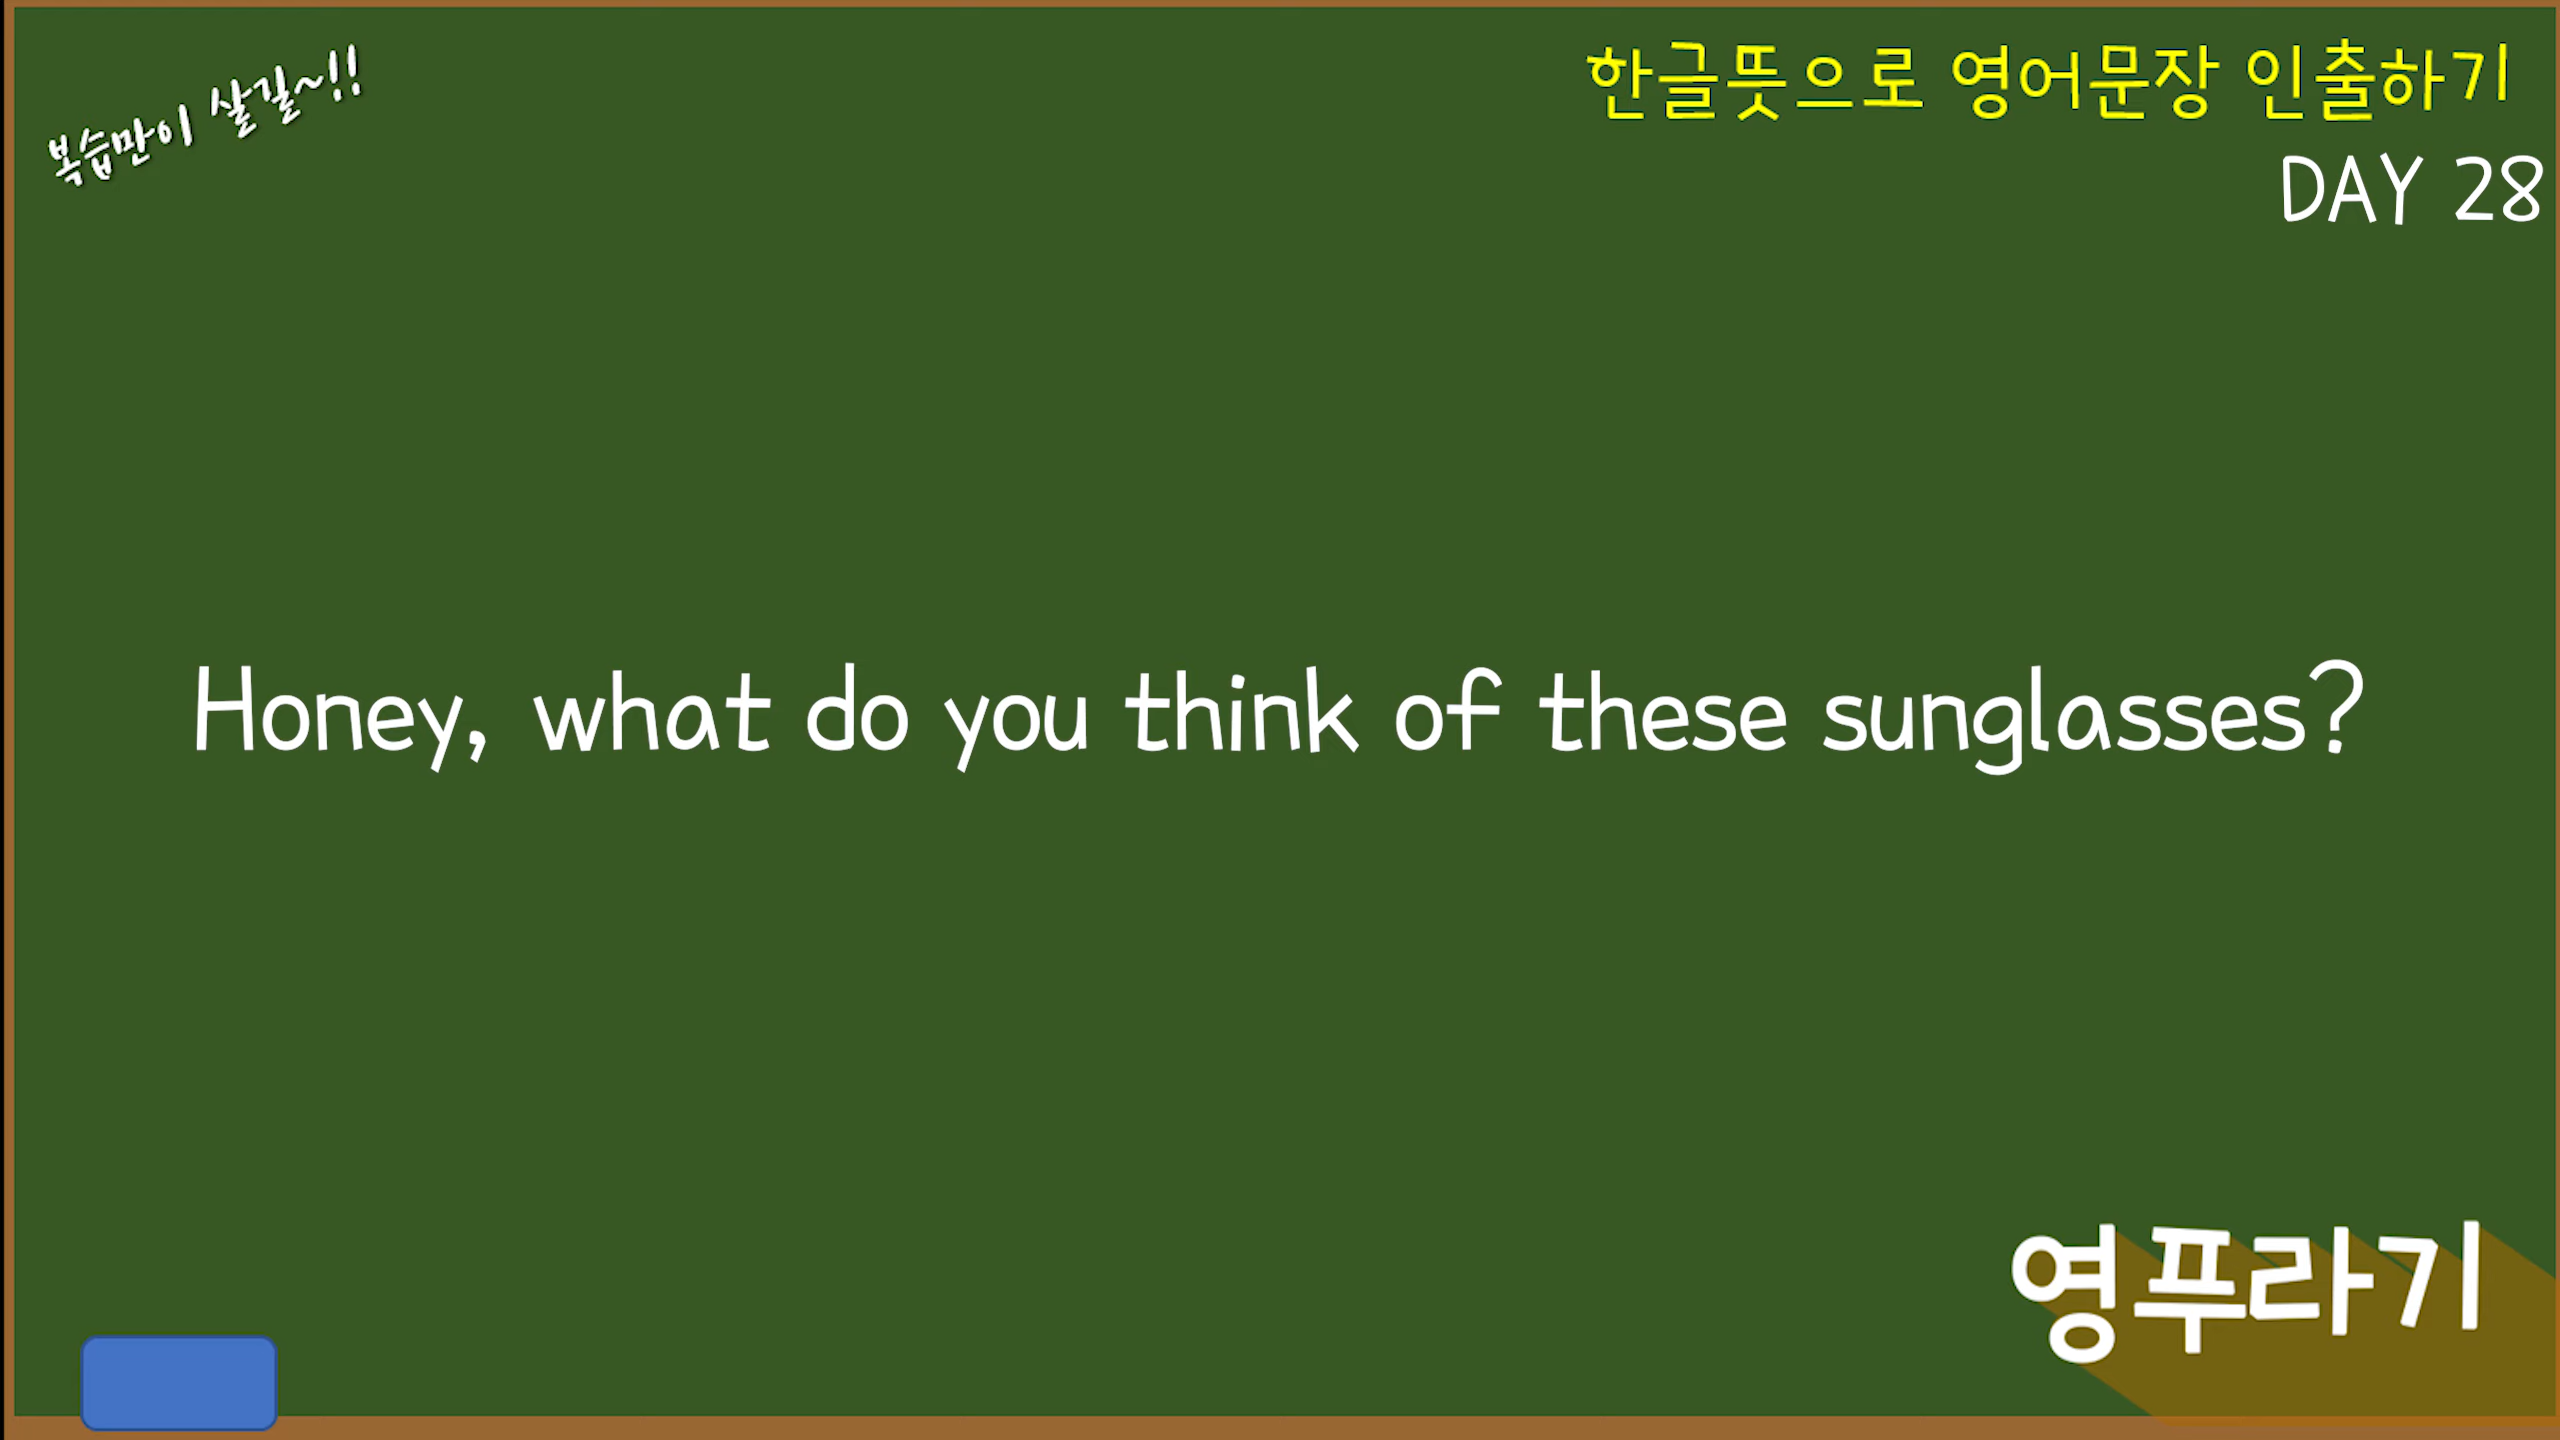 복습만이 살길~!!
한글뜻으로 영어문장 인출하기
DAY 28
Honey, what do you think of these sunglasses?
영푸라기